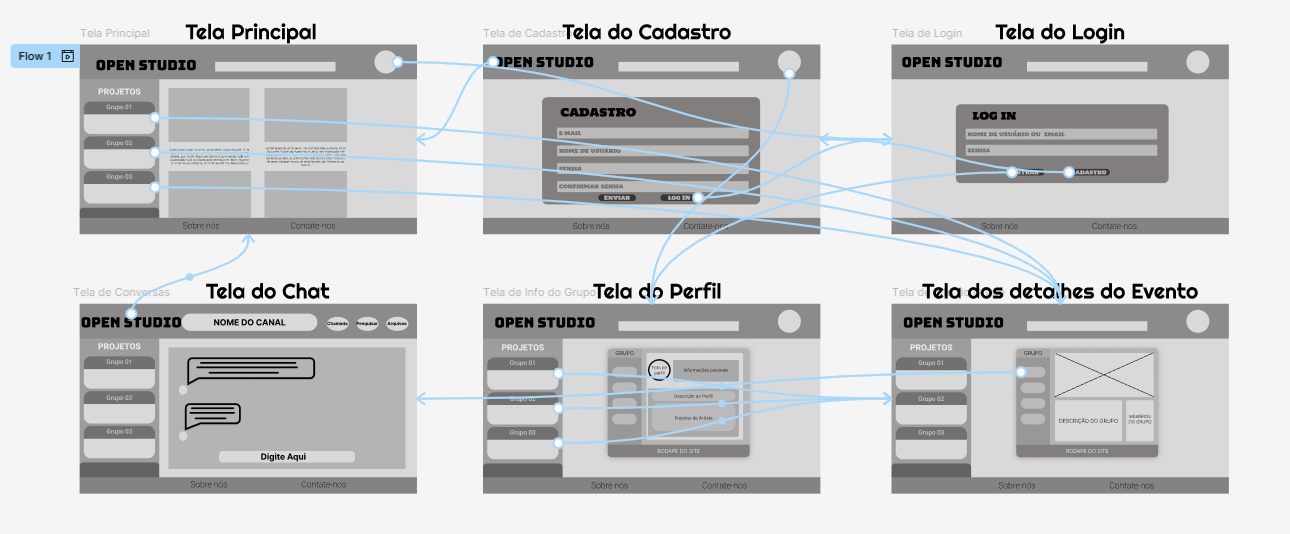 Tela Principal
Tela Principal
Flow 1
OPEN STUDIO
PROJETOS
Grupo 01
Grupo 02
Grupo 03
Sobre nós
Contate-nos
Tela de Cadastro
Tela do Cadastro
OPEN STUDIO
CADASTRO
E-MAIL
NOME DE USUÁRIO
SENHA
CONFIRMAR SENHA
ENVIAR
LOG IN
Sobre nós
Contate-nos
Tela de Login
Tela do Login
OPEN STUDIO
LOG IN
NOME DE USUÁRIO OU EMAIL
SENHA
CADASTRO
Sobre nós
Contate-nos
Tela de Conversas
Tela do Chat
OPEN STUDIO
NOME DO CANAL
Chamada
Pesquisar
Arquivos
PROJETOS
Grupo 01
Grupo 02
Grupo 03
Digite Aqui
Sobre nós
Contate-nos
Tela de Info do Grupo
Tela do Perfil
OPEN STUDIO
PROJETOS
Grupo 01
Grupo 02
Grupo 03
GRUPO
Foto de perfil
Informações pessoais
Descrição do Perfil
Projetos do Artista
RODAPE DO SITE
Sobre nós
Contate-nos
Tela dos detalhes do Evento
OPEN STUDIO
PROJETOS
Grupo 01
Grupo 02
Grupo 03
GRUPO
DESCRIÇÃO DO GRUPO
MEMBROS DO GRUPO
RODAPE DO SITE
Sobre nós
Contate-nos